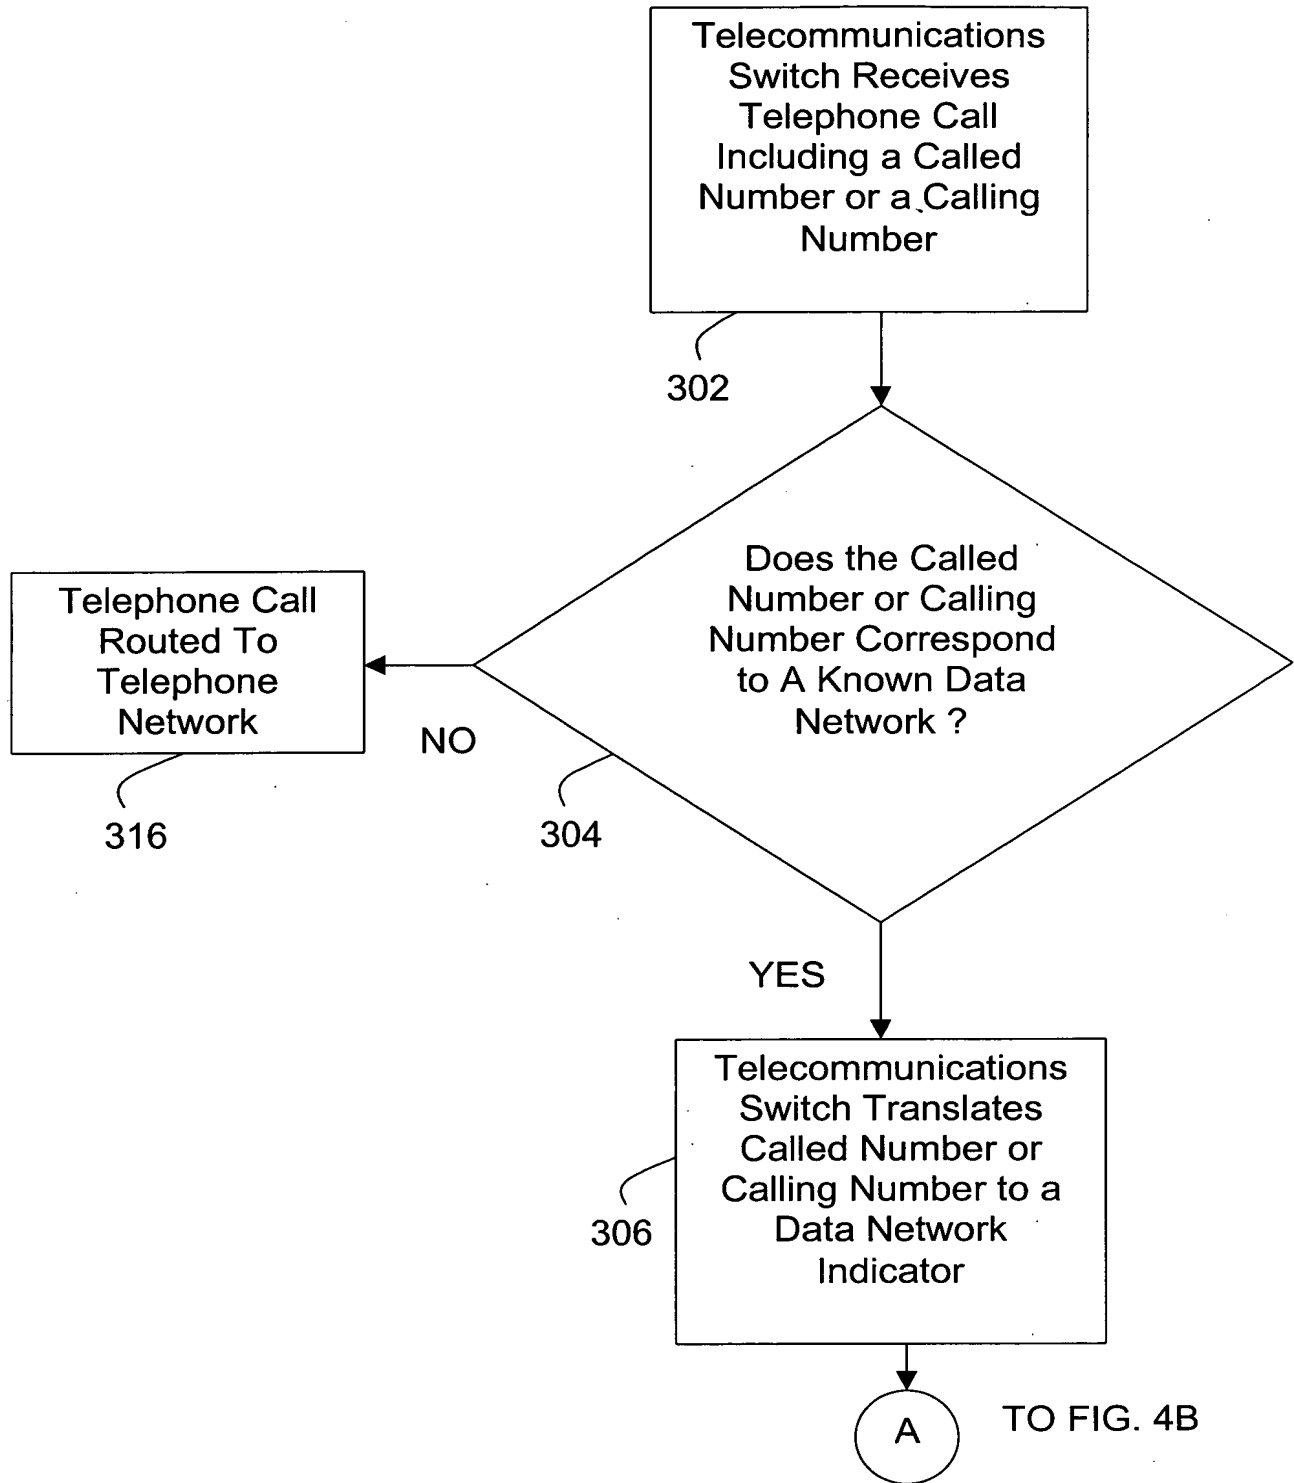 Telecommunications
Switch Receives
Telephone Call
Including a Called
Number or a Calling
Number
302
Does the Called
Number or Calling
Number Correspond
to A Known Data
Network ?
Telephone Call
Routed To
Telephone
Network
NO
316
304
YES
Telecommunications
Switch Translates
Called Number or
Calling Number to a
Data Network
Indicator
306
A
TO FIG. 4B